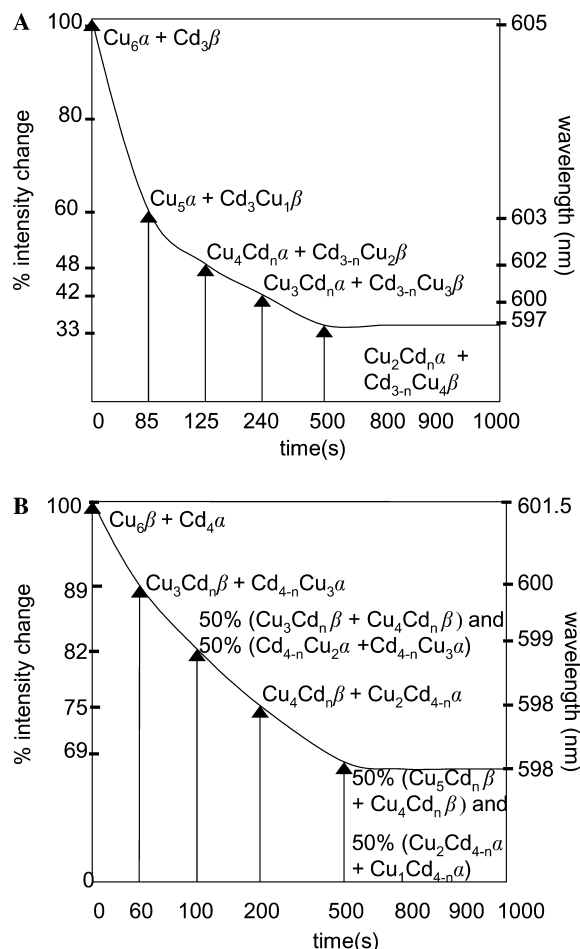 A
100
80
60
48
42
33
% intensity change
605
603
602
600
597
wavelength (nm)
Cu₆α + Cd₃β
Cu₅α + Cd₃Cu₁β
Cu₄Cdₙα + Cd₃₋ₙCu₂β
Cu₃Cdₙα + Cd₃₋ₙCu₃β
Cu₂Cdₙα +
Cd₃₋ₙCu₄β
0 85 125 240 500 800 900 1000
time(s)
B
100
89
82
75
69
0
% intensity change
601.5
600
599
598
598
wavelength (nm)
Cu₆β + Cd₄α
Cu₃Cdₙβ + Cd₄₋ₙCu₃α
50% (Cu₃Cdₙβ + Cu₄Cdₙβ) and
50% (Cd₄₋ₙCu₂α +Cd₄₋ₙCu₃α)
Cu₄Cdₙβ + Cu₂Cd₄₋ₙα
50% (Cu₅Cdₙβ
+ Cu₄Cdₙβ) and
50% (Cu₂Cd₄₋ₙα
+ Cu₁Cd₄₋ₙα)
0 60 100 200 500 800 900 1000
time(s)